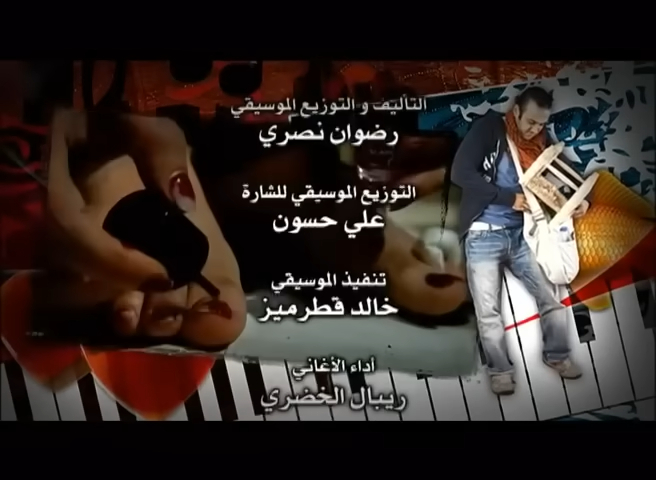 التأليف و التوزيع الموسيقي
رضوان نصري
التوزيع الموسيقي للشارة
علي حسون
تنفيذ الموسيقي
خالد قطرميز
أداء الأغاني
ريبال الخضري